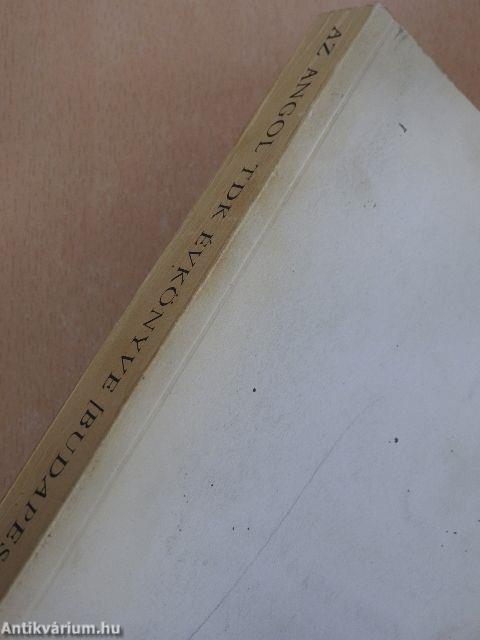 AZ ANGOL TDK ÉVKÖNYVE /BUDAPES
Antikvárium.hu